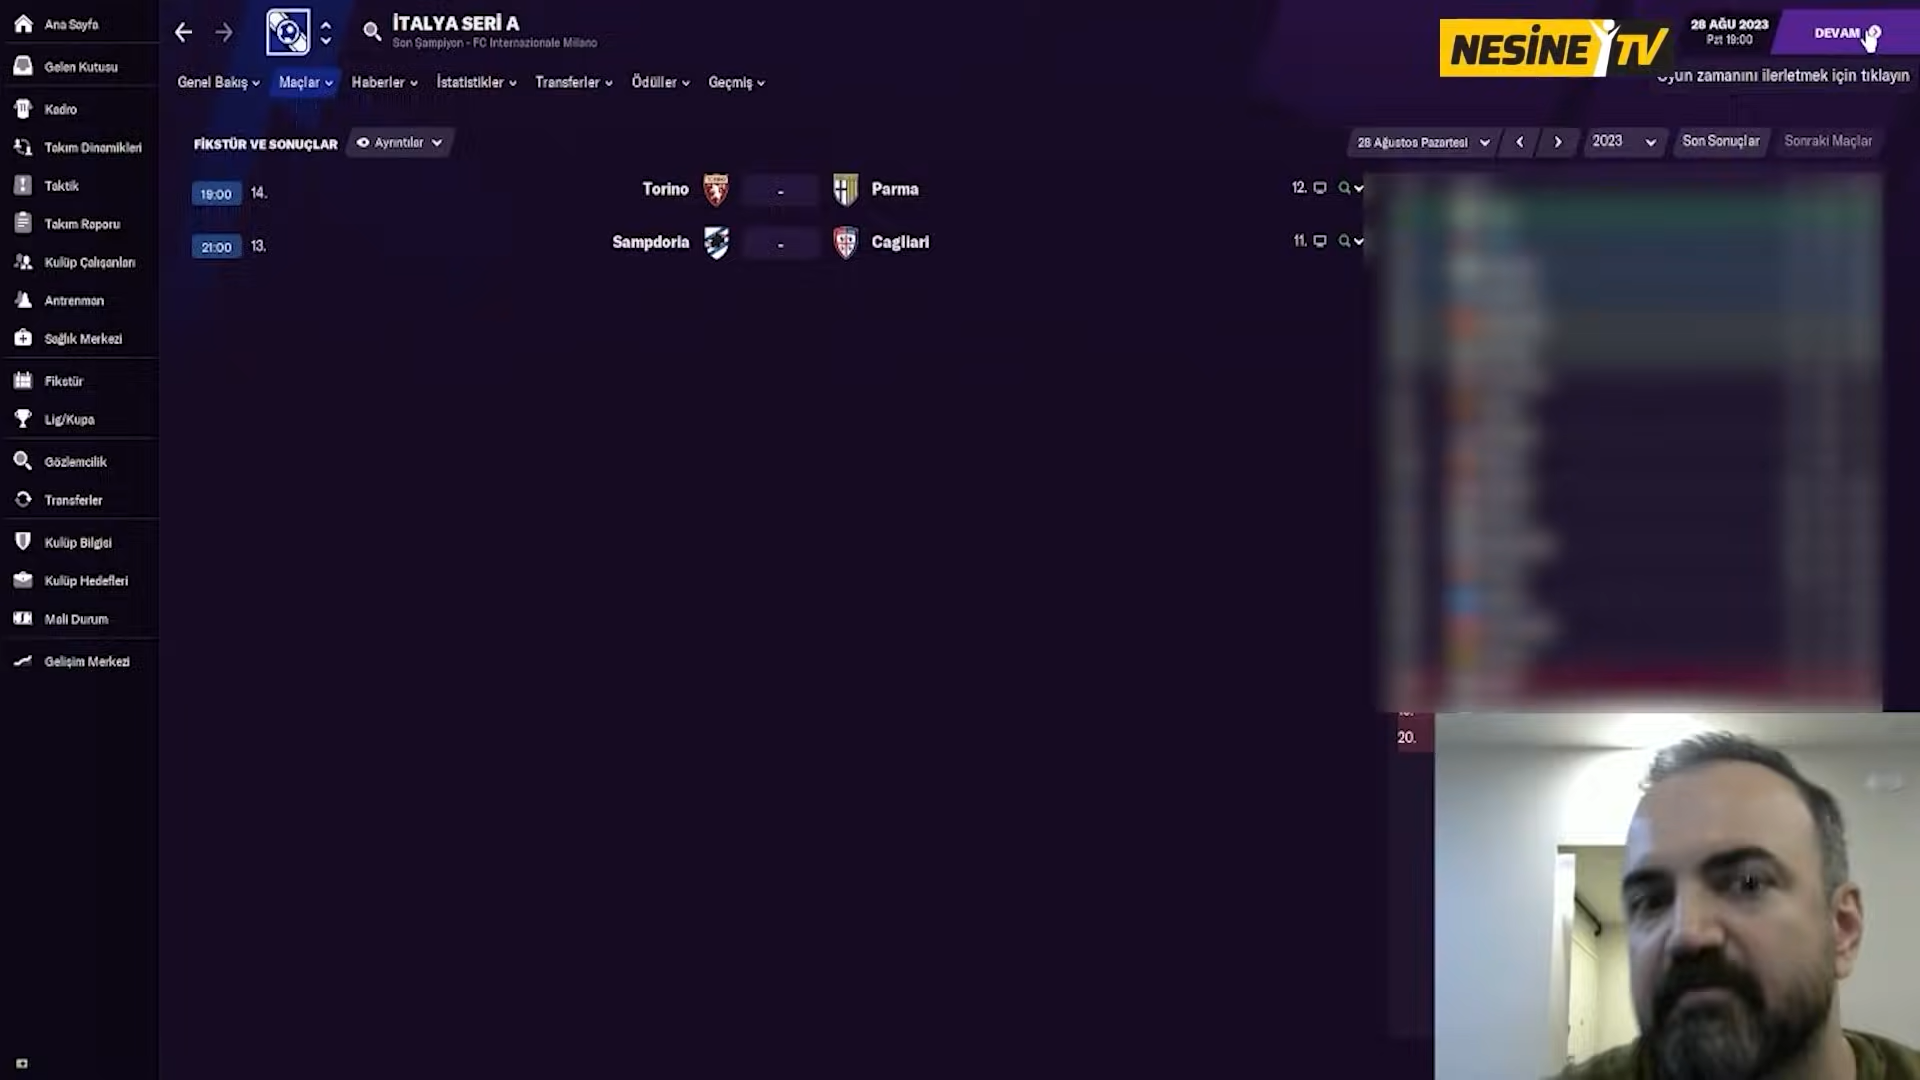 Ana Sayfa
Gelen Kutusu
Kadro
Takım Dinamikleri
Taktik
Takım Raporu
Kulüp Çalışanları
Antrenman
Sağlık Merkezi
Fikstür
Lig/Kupa
Gözlemcilik
Transferler
Kulüp Bilgisi
Kulüp Hedefleri
Mali Durum
Gelişim Merkezi
İTALYA SERİ A
Son Şampiyon - FC Internazionale Milano
NESİNE TV
28 AĞU 2023
Pzt 19:00
DEVAM
Oyun zamanını ilerletmek için tıklayın
Genel Bakış Maçlar Haberler İstatistikler Transferler Ödüller Geçmiş
FİKSTÜR VE SONUÇLAR Ayrıntılar
28 Ağustos Pazartesi 2023 Son Sonuçlar Sonraki Maçlar
19:00 14. Torino - Parma 12.
21:00 13. Sampdoria - Cagliari 11.
20.